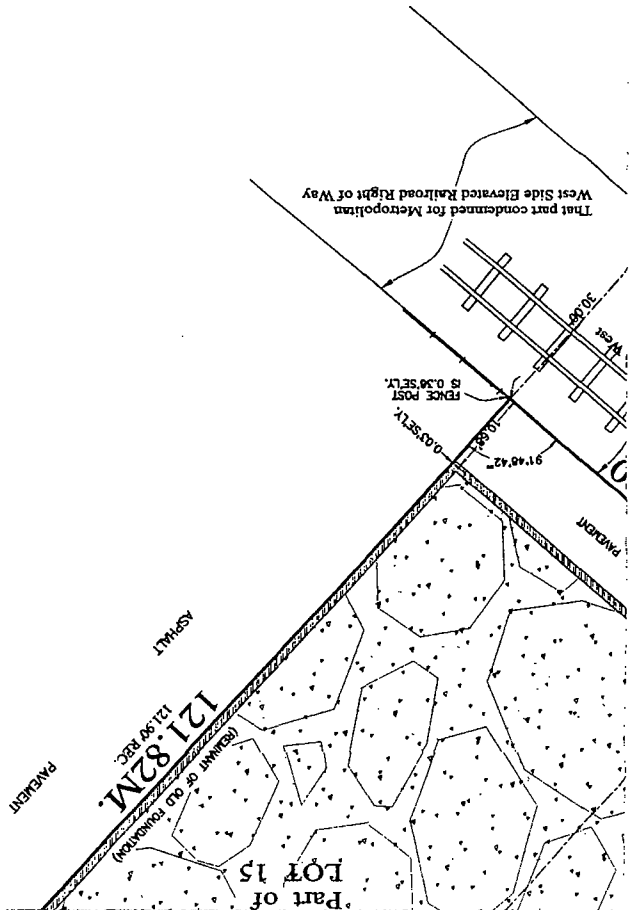 Part of
LOT 15
(REMNANT OF OLD FOUNDATION)
121.82M.
121.90' REC.
PAVEMENT
ASPHALT
PAVEMENT
91°48'42"
10.68'
0.03'SE'LY.
FENCE POST
IS 0.36'SE'LY.
West
30.00'
That part condemned for Metropolitan
West Side Elevated Railroad Right of Way